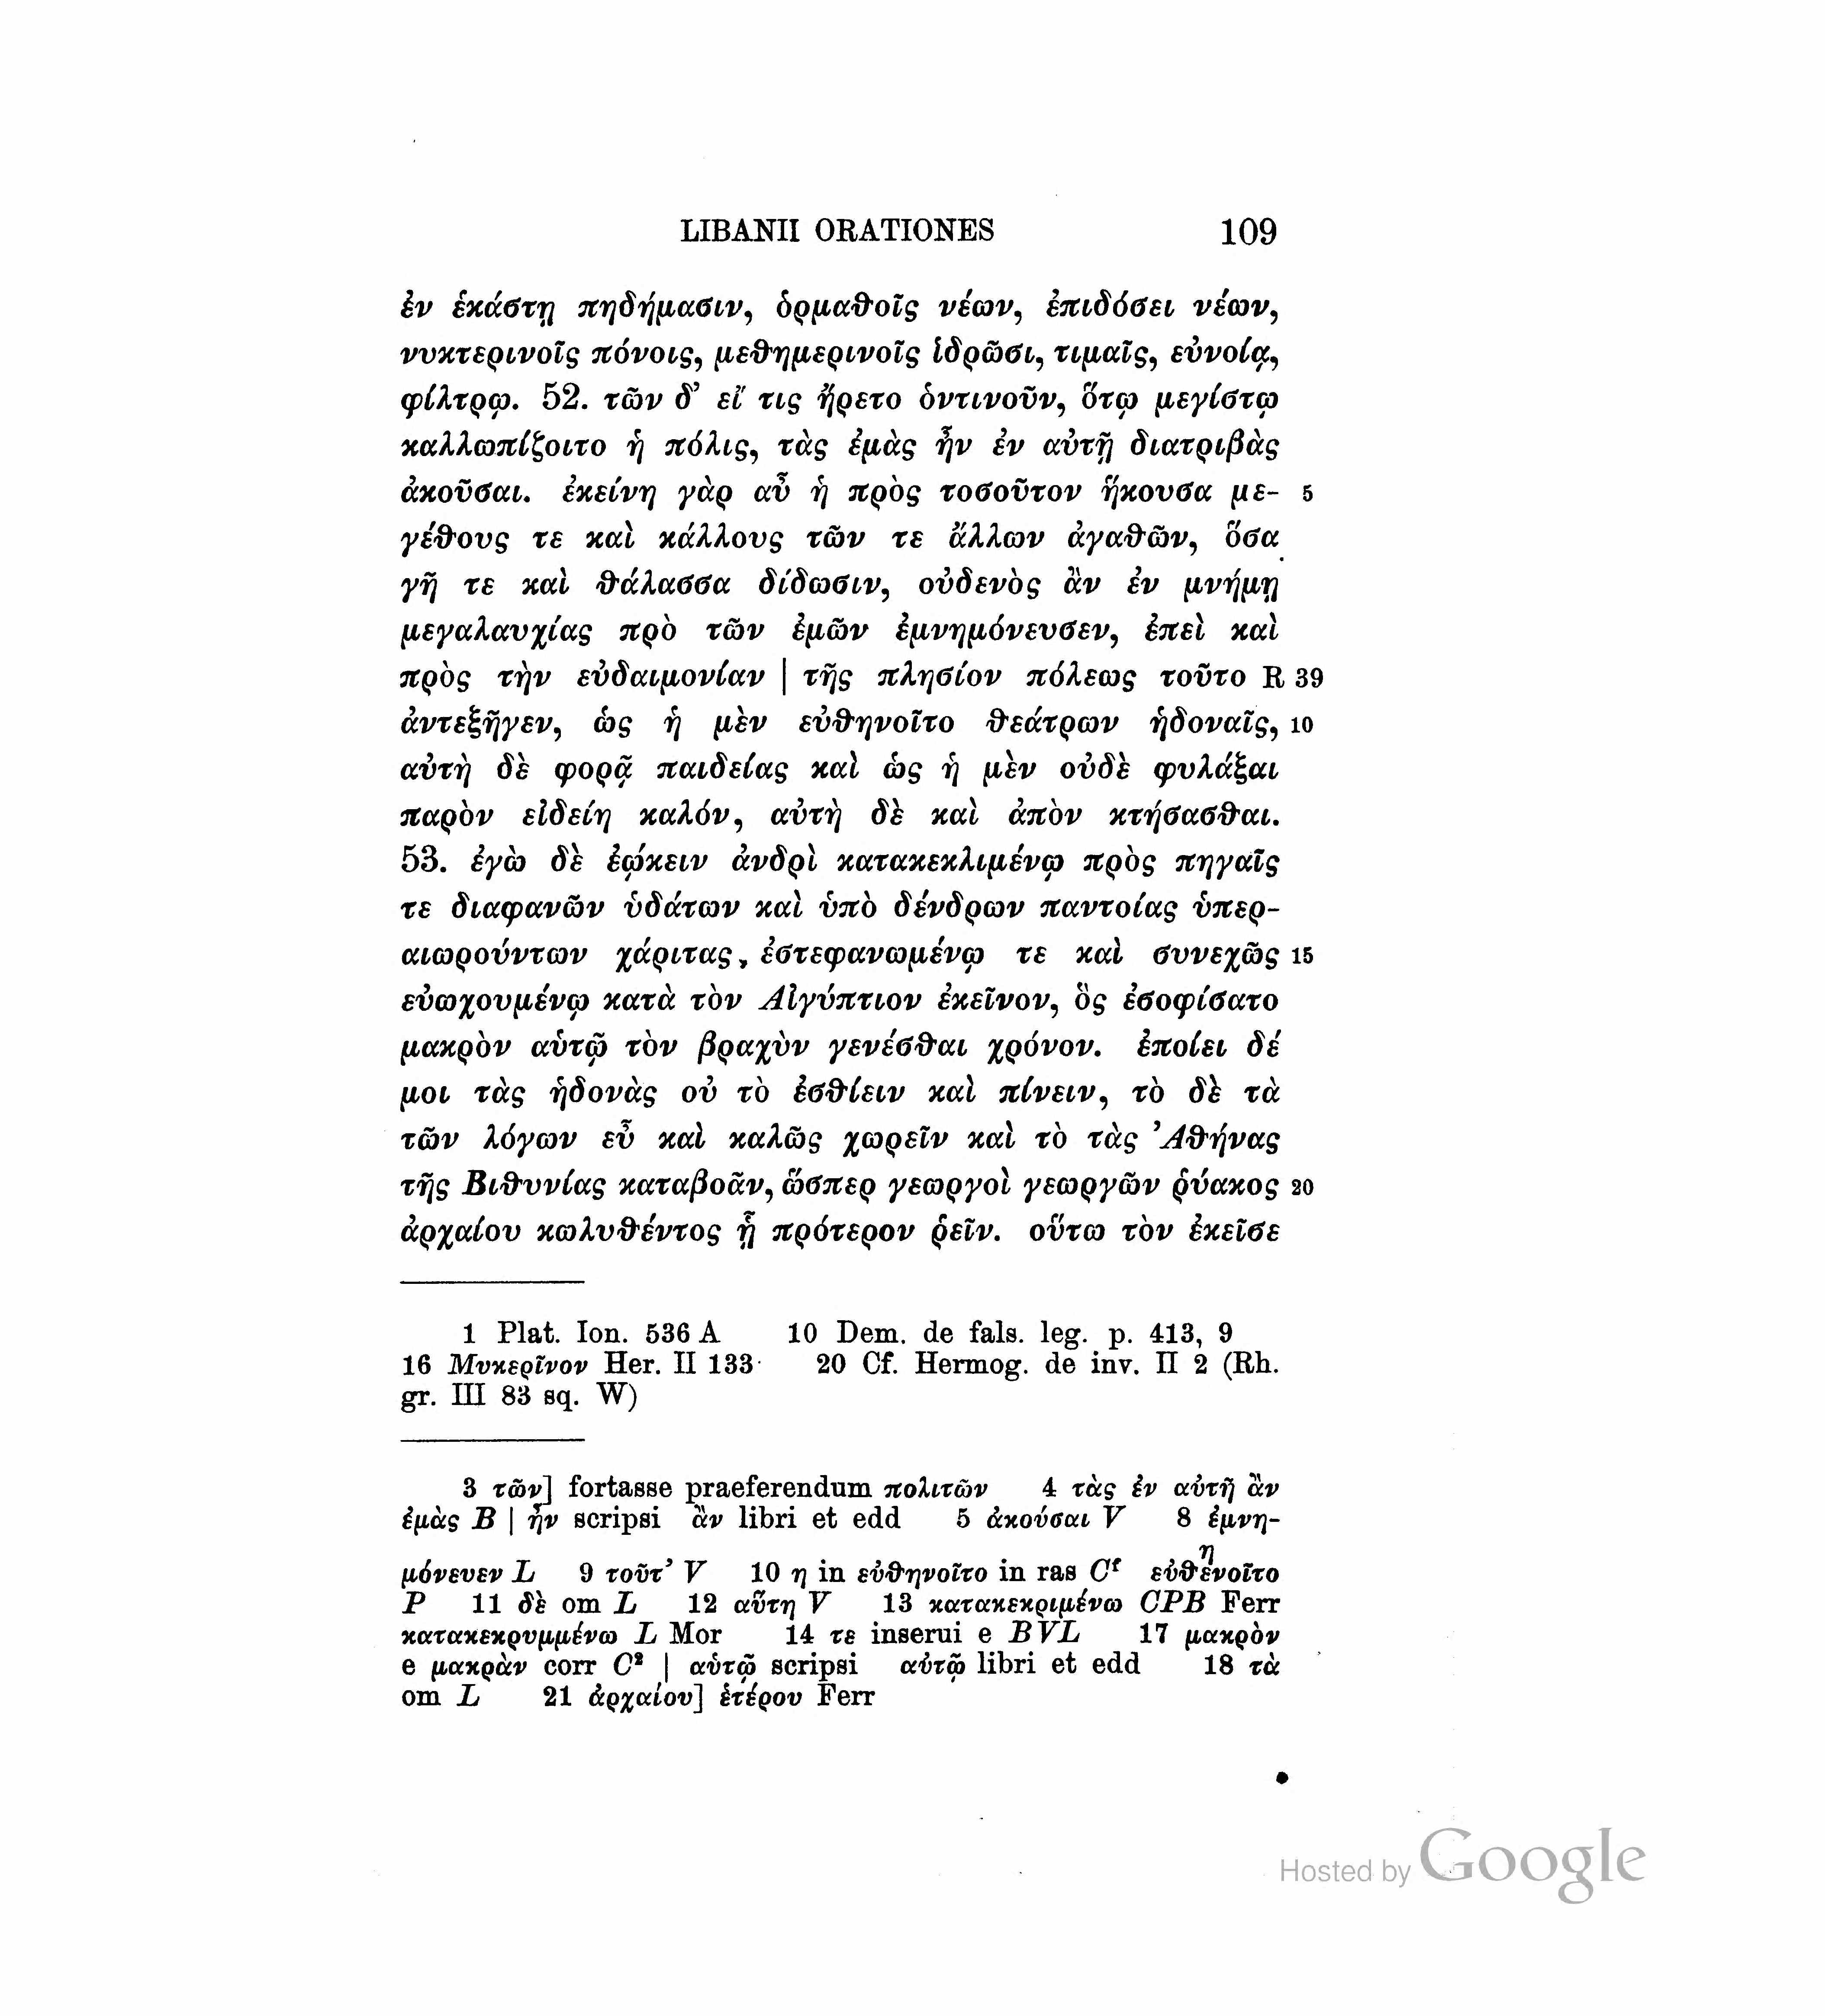 LIBANII ORATIONES 109
ἐν ἑκάστῃ πηδήμασιν, ὁρμαθοῖς νέων, ἐπιδόσει νέων,
νυκτερινοῖς πόνοις, μεθημερινοῖς ἱδρῶσι, τιμαῖς, εὐνοίᾳ,
φίλτρῳ. 52. τῶν δ’ εἴ τις ἤρετο ὁντινοῦν, ὅτῳ μεγίστῳ
καλλωπίζοιτο ἡ πόλις, τὰς ἐμὰς ἦν ἐν αὐτῇ διατριβὰς
ἀκοῦσαι. ἐκείνη γὰρ αὖ ἡ πρὸς τοσοῦτον ἥκουσα με- 5
γέθους τε καὶ κάλλους τῶν τε ἄλλων ἀγαθῶν, ὅσα
γῆ τε καὶ θάλασσα δίδωσιν, οὐδενὸς ἂν ἐν μνήμῃ
μεγαλαυχίας πρὸ τῶν ἐμῶν ἐμνημόνευσεν, ἐπεὶ καὶ
πρὸς τὴν εὐδαιμονίαν | τῆς πλησίον πόλεως τοῦτο R 39
ἀντεξῆγεν, ὡς ἡ μὲν εὐθηνοῖτο θεάτρων ἡδοναῖς, 10
αὐτὴ δὲ φορᾷ παιδείας καὶ ὡς ἡ μὲν οὐδὲ φυλάξαι
παρὸν εἰδείη καλόν, αὐτὴ δὲ καὶ ἀπὸν κτήσασθαι.
53. ἐγὼ δὲ ἐῴκειν ἀνδρὶ κατακεκλιμένῳ πρὸς πηγαῖς
τε διαφανῶν ὑδάτων καὶ ὑπὸ δένδρων παντοίας ὑπερ-
αιωρούντων χάριτας, ἐστεφανωμένῳ τε καὶ συνεχῶς 15
εὐωχουμένῳ κατὰ τὸν Αἰγύπτιον ἐκεῖνον, ὃς ἐσοφίσατο
μακρὸν αὑτῷ τὸν βραχὺν γενέσθαι χρόνον. ἐποίει δέ
μοι τὰς ἡδονὰς οὐ τὸ ἐσθίειν καὶ πίνειν, τὸ δὲ τὰ
τῶν λόγων εὖ καὶ καλῶς χωρεῖν καὶ τὸ τὰς Ἀθήνας
τῆς Βιθυνίας καταβοᾶν, ὥσπερ γεωργοὶ γεωργῶν ῥύακος 20
ἀρχαίου κωλυθέντος ᾗ πρότερον ῥεῖν. οὕτω τὸν ἐκεῖσε
1 Plat. Ion. 536 A 10 Dem. de fals. leg. p. 413, 9
16 Μυκερῖνον Her. II 133 20 Cf. Hermog. de inv. II 2 (Rh.
gr. III 83 sq. W)
3 τῶν] fortasse praeferendum πολιτῶν 4 τὰς ἐν αὐτῆ ἂν
ἐμὰς B | ἦν scripsi ἂν libri et edd 5 ἀκούσαι V 8 ἐμνη-
μόνευεν L 9 τοῦτ’ V 10 η in εὐθηνοῖτο in ras Cᶠ εὐθενοῖτο
η
P 11 δὲ om L 12 αὕτη V 13 κατακεκριμένω CPB Ferr
κατακεκρυμμένω L Mor 14 τε inserui e BVL 17 μακρὸν
e μακρὰν corr C² | αὑτῷ scripsi αὐτῷ libri et edd 18 τὰ
om L 21 ἀρχαίου] ἑτέρου Ferr
Hosted by Google